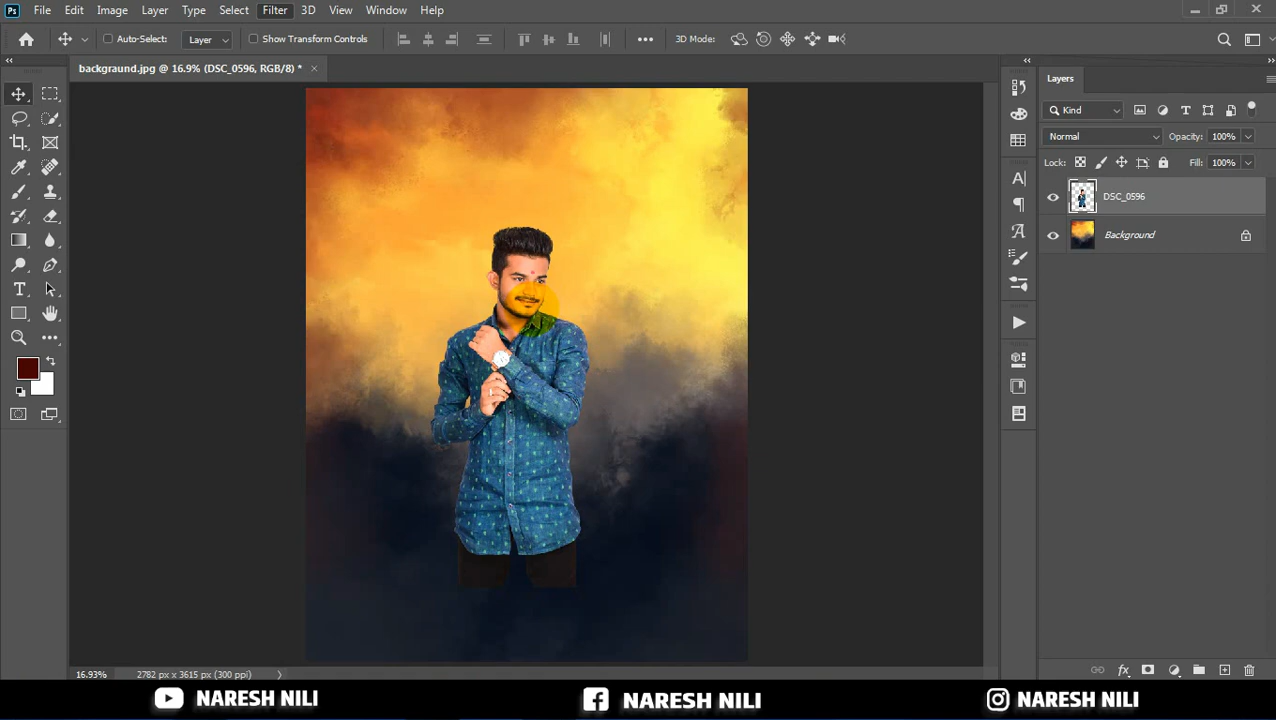 Ps File Edit Image Layer Type Select Filter 3D View Window Help
Auto-Select: Layer Show Transform Controls 3D Mode:
backgraund.jpg @ 16.9% (DSC_0596, RGB/8) *
Layers
Kind
Normal Opacity: 100%
Lock: Fill: 100%
DSC_0596
Background
16.93% 2782 px x 3615 px (300 ppi)
NARESH NILI NARESH NILI NARESH NILI